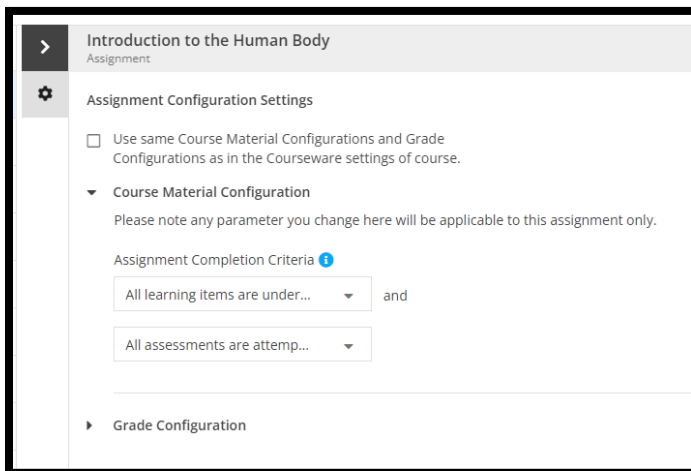 Introduction to the Human Body
Assignment
Assignment Configuration Settings
Use same Course Material Configurations and Grade
Configurations as in the Courseware settings of course.
Course Material Configuration
Please note any parameter you change here will be applicable to this assignment only.
Assignment Completion Criteria
All learning items are under... and
All assessments are attemp...
Grade Configuration